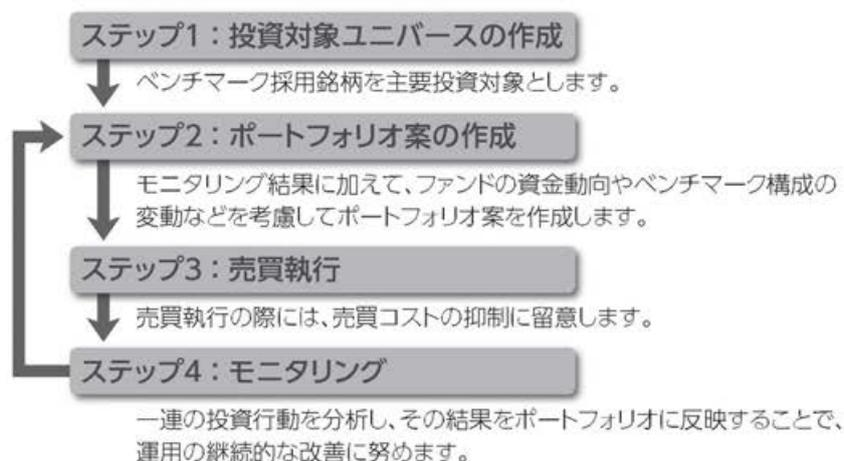 ステップ1：投資対象ユニバースの作成
ベンチマーク採用銘柄を主要投資対象とします。
ステップ2：ポートフォリオ案の作成
モニタリング結果に加えて、ファンドの資金動向やベンチマーク構成の
変動などを考慮してポートフォリオ案を作成します。
ステップ3：売買執行
売買執行の際には、売買コストの抑制に留意します。
ステップ4：モニタリング
一連の投資行動を分析し、その結果をポートフォリオに反映することで、
運用の継続的な改善に努めます。